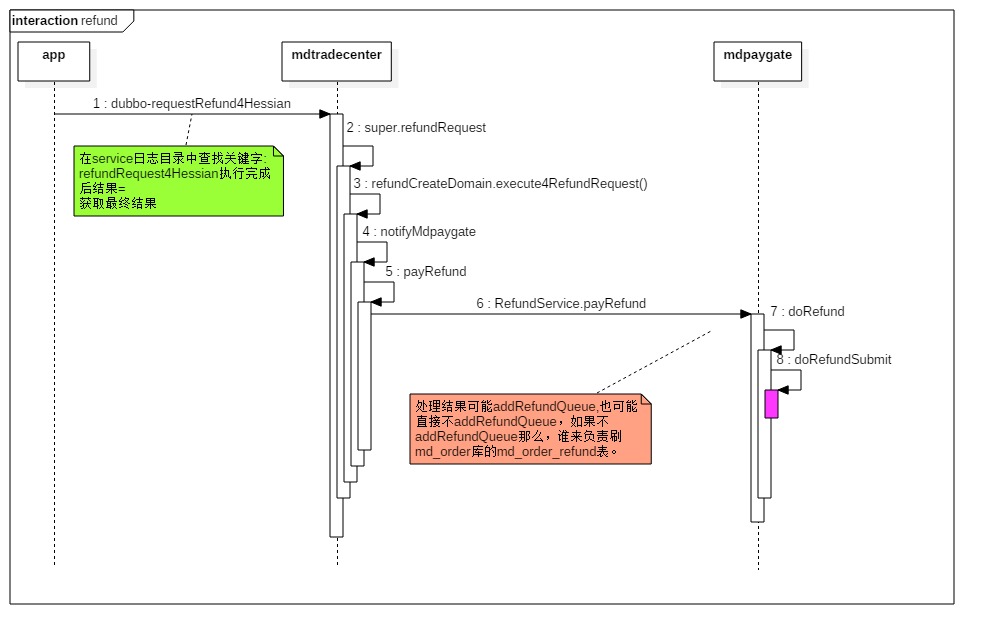 interaction refund
app
mdtradecenter
mdpaygate
1 : dubbo-requestRefund4Hessian
2 : super.refundRequest
在service日志目录中查找关键字:
refundRequest4Hessian执行完成
后结果=
获取最终结果
3 : refundCreateDomain.execute4RefundRequest()
4 : notifyMdpaygate
5 : payRefund
6 : RefundService.payRefund
7 : doRefund
8 : doRefundSubmit
处理结果可能addRefundQueue,也可能
直接不addRefundQueue，如果不
addRefundQueue那么，谁来负责刷
md_order库的md_order_refund表。